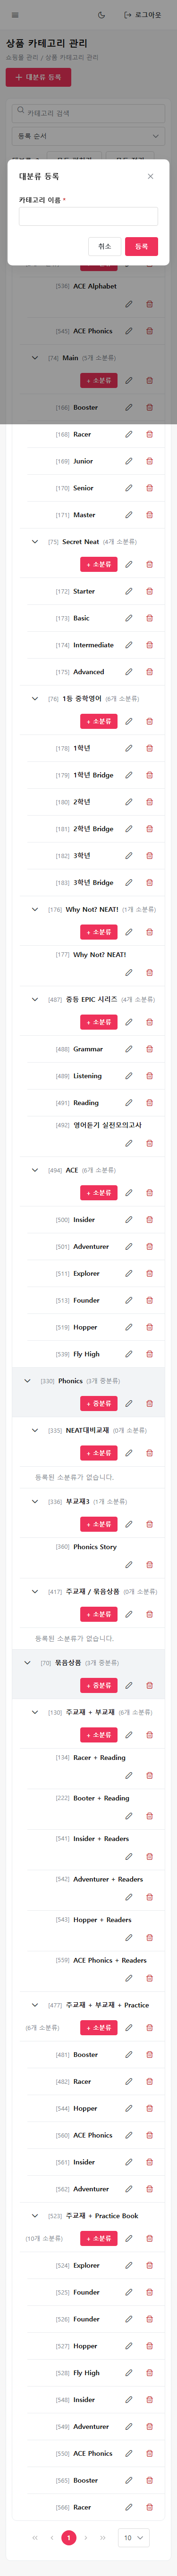 로그아웃
상품 카테고리 관리
쇼핑몰 관리 / 상품 카테고리 관리
+ 대분류 등록
카테고리 검색
등록 순서
대분류 등록
카테고리 이름 *
취소
등록
[536] ACE Alphabet
[545] ACE Phonics
[74] Main (5개 소분류)
+ 소분류
[166] Booster
[168] Racer
[169] Junior
[170] Senior
[171] Master
[75] Secret Neat (4개 소분류)
+ 소분류
[172] Starter
[173] Basic
[174] Intermediate
[175] Advanced
[76] 1등 중학영어 (6개 소분류)
+ 소분류
[178] 1학년
[179] 1학년 Bridge
[180] 2학년
[181] 2학년 Bridge
[182] 3학년
[183] 3학년 Bridge
[176] Why Not? NEAT! (1개 소분류)
+ 소분류
[177] Why Not? NEAT!
[487] 중등 EPIC 시리즈 (4개 소분류)
+ 소분류
[488] Grammar
[489] Listening
[491] Reading
[492] 영어듣기 실전모의고사
[494] ACE (6개 소분류)
+ 소분류
[500] Insider
[501] Adventurer
[511] Explorer
[513] Founder
[519] Hopper
[539] Fly High
[330] Phonics (3개 중분류)
+ 중분류
[335] NEAT대비교재 (0개 소분류)
+ 소분류
등록된 소분류가 없습니다.
[336] 부교재3 (1개 소분류)
+ 소분류
[360] Phonics Story
[417] 주교재 / 묶음상품 (0개 소분류)
+ 소분류
등록된 소분류가 없습니다.
[70] 묶음상품 (3개 중분류)
+ 중분류
[130] 주교재 + 부교재 (6개 소분류)
+ 소분류
[134] Racer + Reading
[222] Booter + Reading
[541] Insider + Readers
[542] Adventurer + Readers
[543] Hopper + Readers
[559] ACE Phonics + Readers
[477] 주교재 + 부교재 + Practice
(6개 소분류)
+ 소분류
[481] Booster
[482] Racer
[544] Hopper
[560] ACE Phonics
[561] Insider
[562] Adventurer
[523] 주교재 + Practice Book
(10개 소분류)
+ 소분류
[524] Explorer
[525] Founder
[526] Founder
[527] Hopper
[528] Fly High
[548] Insider
[549] Adventurer
[550] ACE Phonics
[565] Booster
[566] Racer
1
10